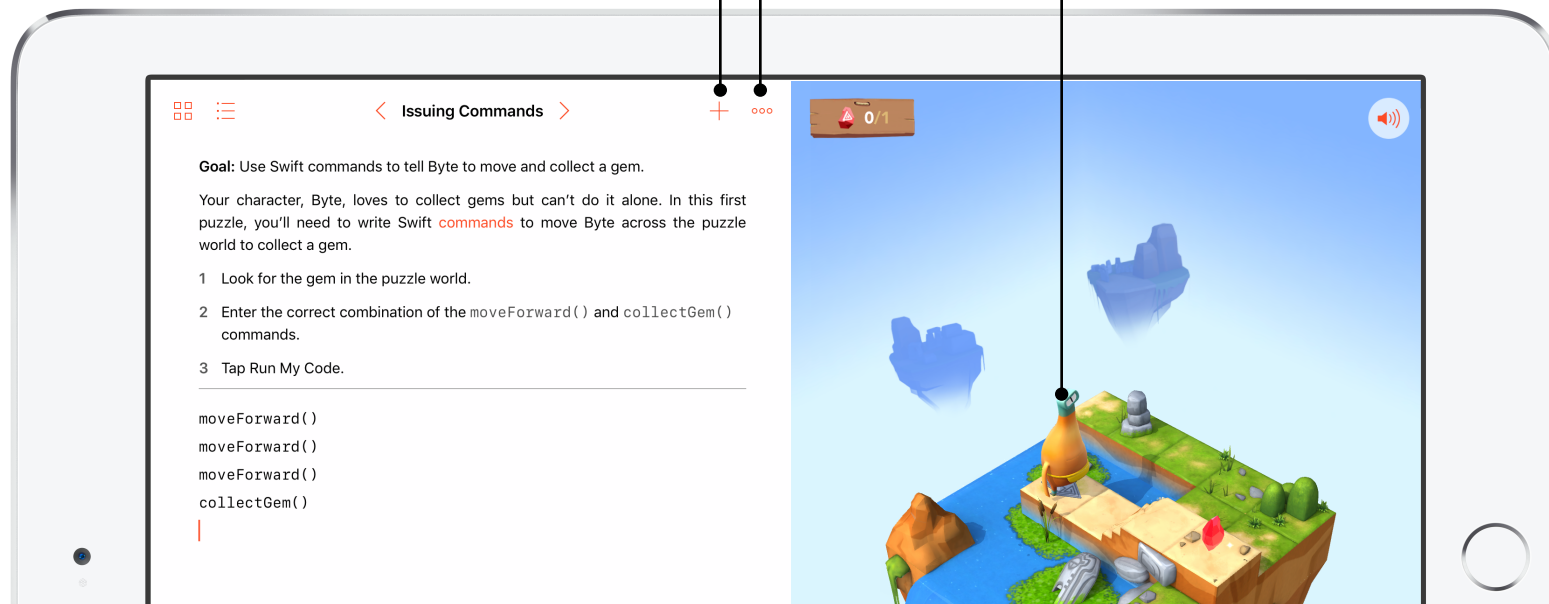 Issuing Commands
0/1
Goal: Use Swift commands to tell Byte to move and collect a gem.
Your character, Byte, loves to collect gems but can’t do it alone. In this first
puzzle, you’ll need to write Swift commands to move Byte across the puzzle
world to collect a gem.
1 Look for the gem in the puzzle world.
2 Enter the correct combination of the moveForward() and collectGem()
commands.
3 Tap Run My Code.
moveForward()
moveForward()
moveForward()
collectGem()